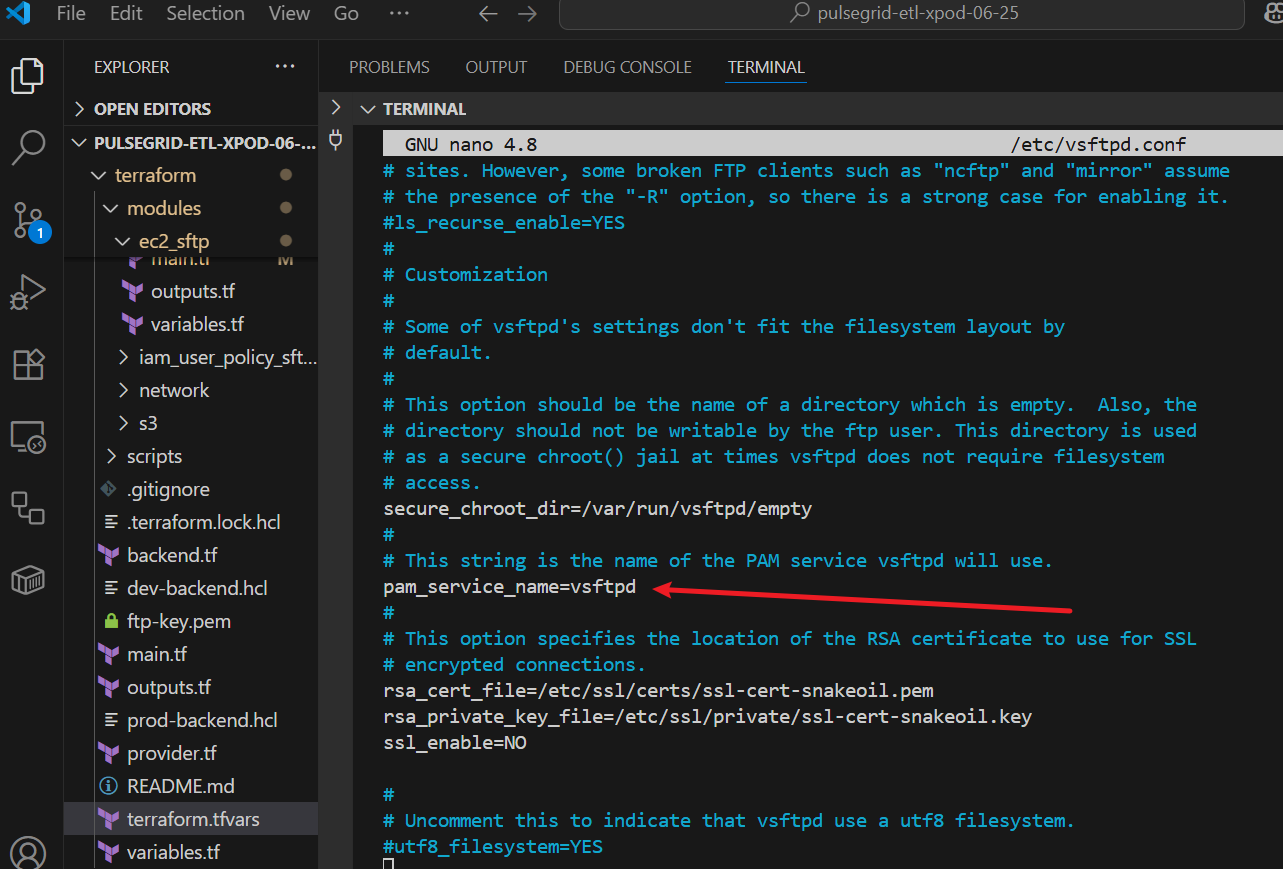 File Edit Selection View Go ··· pulsegrid-etl-xpod-06-25
EXPLORER ···
OPEN EDITORS
PULSEGRID-ETL-XPOD-06-...
terraform
modules
ec2_sftp
main.tf M
outputs.tf
variables.tf
iam_user_policy_sft...
network
s3
scripts
.gitignore
.terraform.lock.hcl
backend.tf
dev-backend.hcl
ftp-key.pem
main.tf
outputs.tf
prod-backend.hcl
provider.tf
README.md
terraform.tfvars
variables.tf
1
PROBLEMS OUTPUT DEBUG CONSOLE TERMINAL
TERMINAL
GNU nano 4.8 /etc/vsftpd.conf
# sites. However, some broken FTP clients such as "ncftp" and "mirror" assume
# the presence of the "-R" option, so there is a strong case for enabling it.
#ls_recurse_enable=YES
#
# Customization
#
# Some of vsftpd's settings don't fit the filesystem layout by
# default.
#
# This option should be the name of a directory which is empty.  Also, the
# directory should not be writable by the ftp user. This directory is used
# as a secure chroot() jail at times vsftpd does not require filesystem
# access.
secure_chroot_dir=/var/run/vsftpd/empty
#
# This string is the name of the PAM service vsftpd will use.
pam_service_name=vsftpd
#
# This option specifies the location of the RSA certificate to use for SSL
# encrypted connections.
rsa_cert_file=/etc/ssl/certs/ssl-cert-snakeoil.pem
rsa_private_key_file=/etc/ssl/private/ssl-cert-snakeoil.key
ssl_enable=NO
#
# Uncomment this to indicate that vsftpd use a utf8 filesystem.
#utf8_filesystem=YES